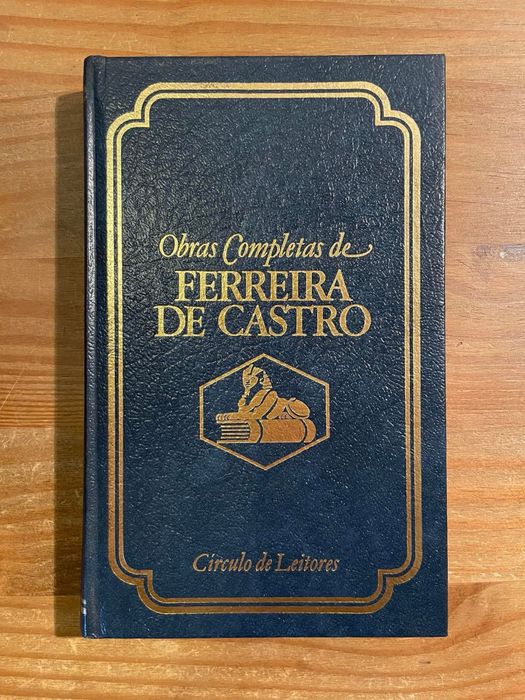 Obras Completas de
FERREIRA
DE CASTRO
Círculo de Leitores